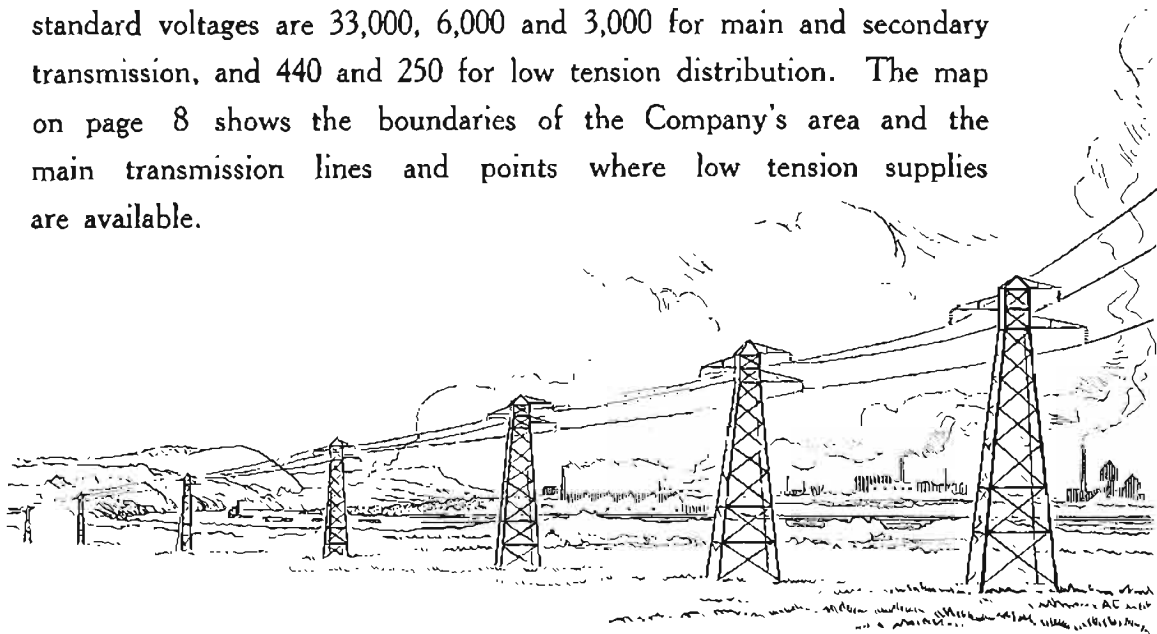 standard voltages are 33,000, 6,000 and 3,000 for main and secondary
transmission, and 440 and 250 for low tension distribution. The map
on page 8 shows the boundaries of the Company's area and the
main transmission lines and points where low tension supplies
are available.